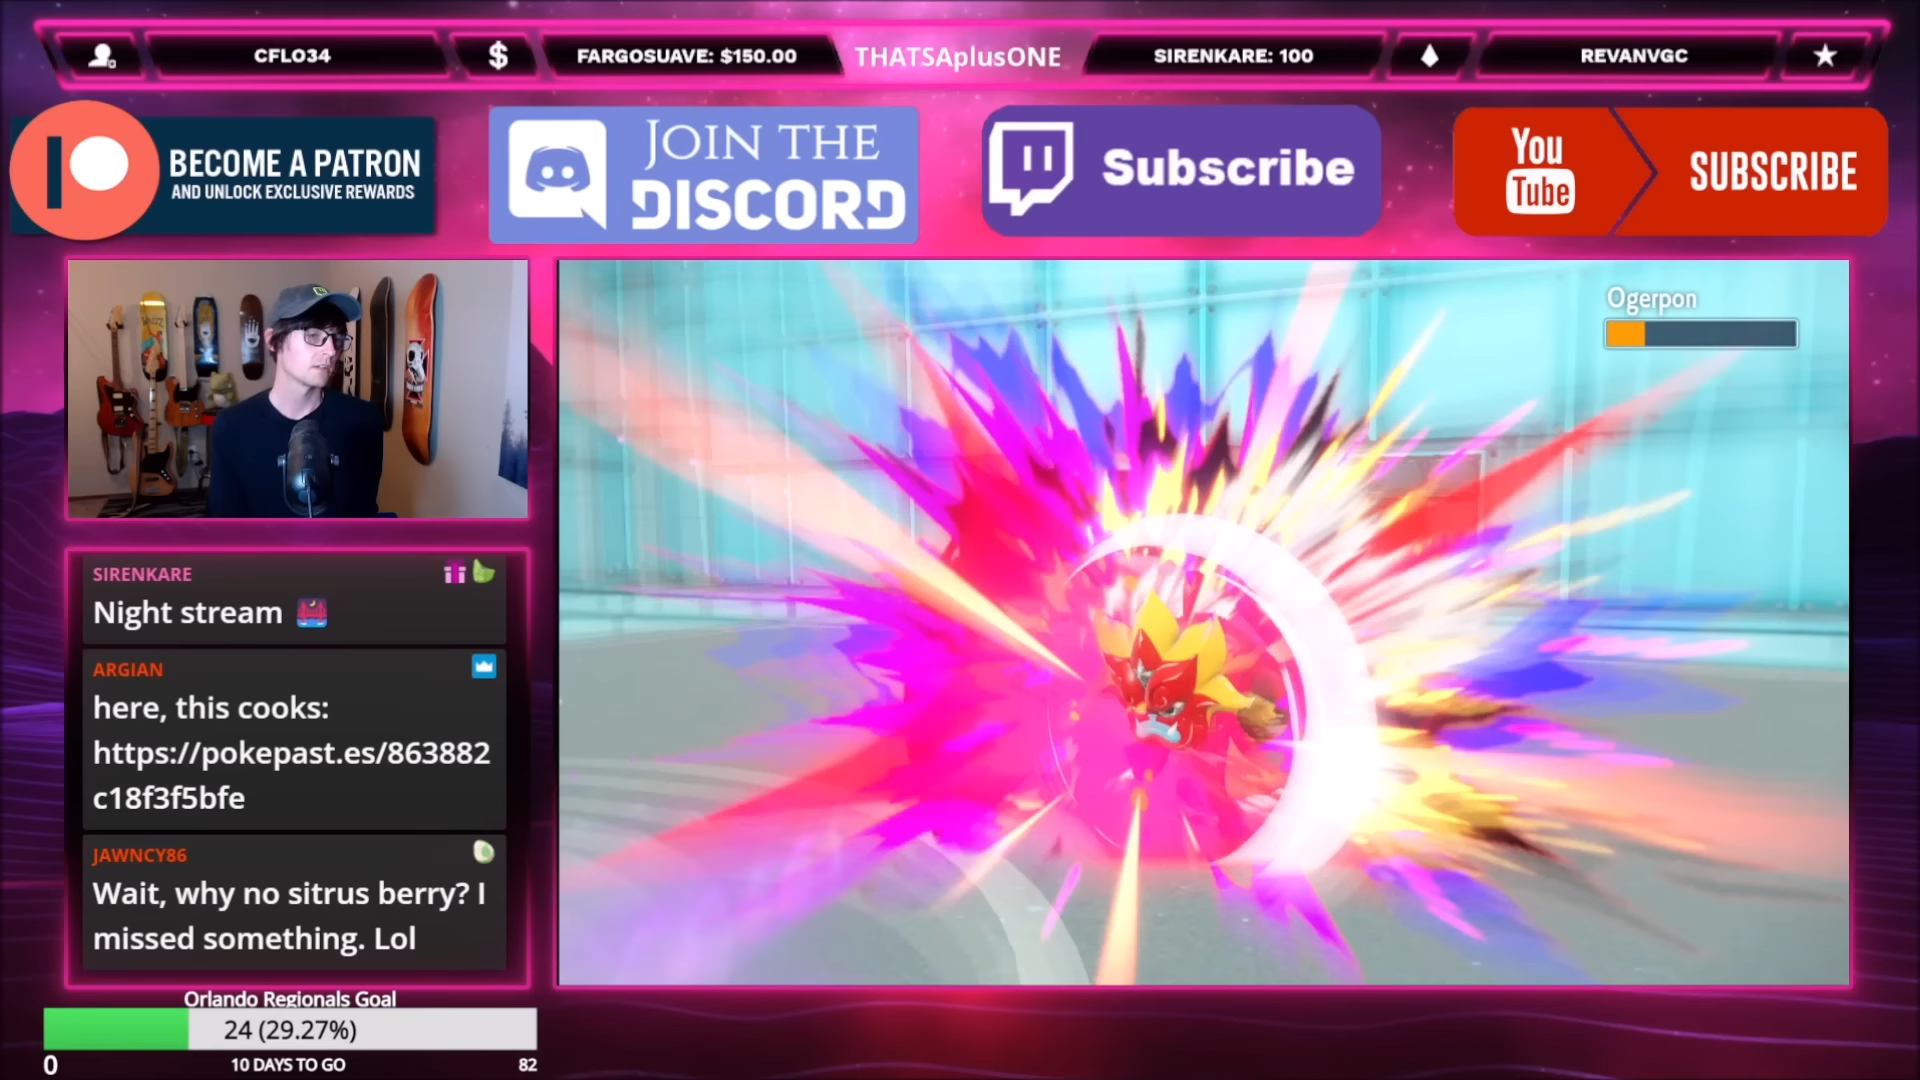 CFLO34
$
FARGOSUAVE: $150.00
THATSAplusONE
SIRENKARE: 100
REVANVGC
BECOME A PATRON
AND UNLOCK EXCLUSIVE REWARDS
JOIN THE
DISCORD
Subscribe
You
Tube
SUBSCRIBE
Ogerpon
SIRENKARE
Night stream
ARGIAN
here, this cooks:
https://pokepast.es/863882
c18f3f5bfe
JAWNCY86
Wait, why no sitrus berry? I
missed something. Lol
Orlando Regionals Goal
24 (29.27%)
0
10 DAYS TO GO
82